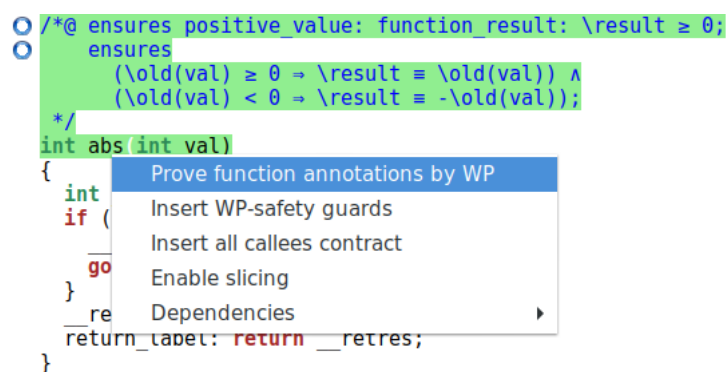 /*@ ensures positive_value: function_result: \result ≥ 0;
ensures
(\old(val) ≥ 0 ⇒ \result ≡ \old(val)) ∧
(\old(val) < 0 ⇒ \result ≡ -\old(val));
*/
int abs(int val)
{
Prove function annotations by WP
int
Insert WP-safety guards
if (
Insert all callees contract
__
go
Enable slicing
}
Dependencies
__re
return_label: return __retres;
}